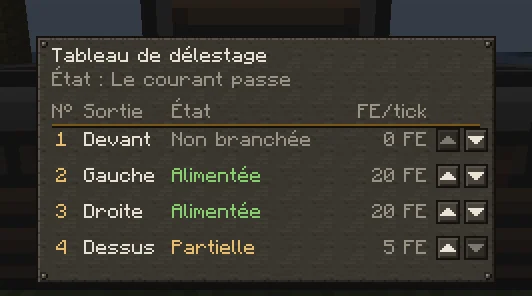 Tableau de délestage
État : Le courant passe
N° Sortie État FE/tick
1 Devant Non branchée 0 FE
2 Gauche Alimentée 20 FE
3 Droite Alimentée 20 FE
4 Dessus Partielle 5 FE